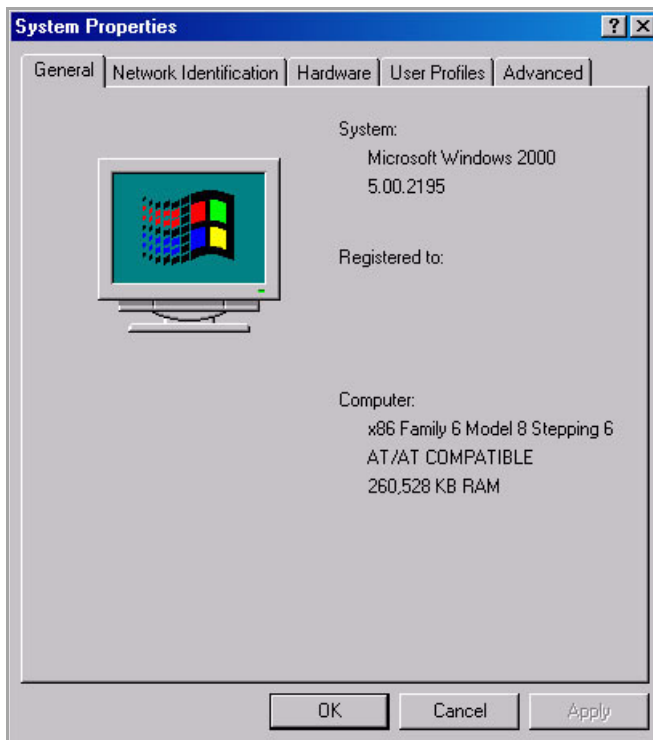 System Properties
General Network Identification Hardware User Profiles Advanced
System:
Microsoft Windows 2000
5.00.2195
Registered to:
Computer:
x86 Family 6 Model 8 Stepping 6
AT/AT COMPATIBLE
260,528 KB RAM
OK Cancel Apply